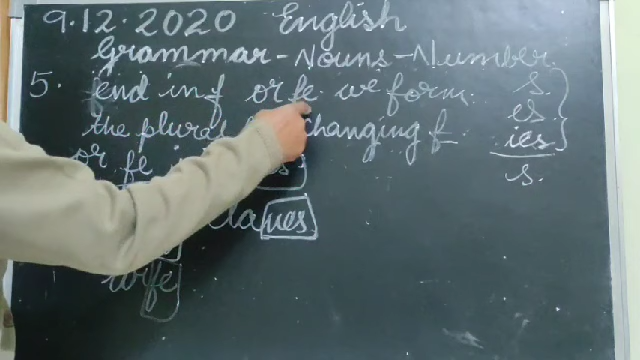 9.12.2020 English
Grammar-Nouns-Number
5. end in f or fe we form
the plural changing f
or fe
wife
s.
es
ies
s.